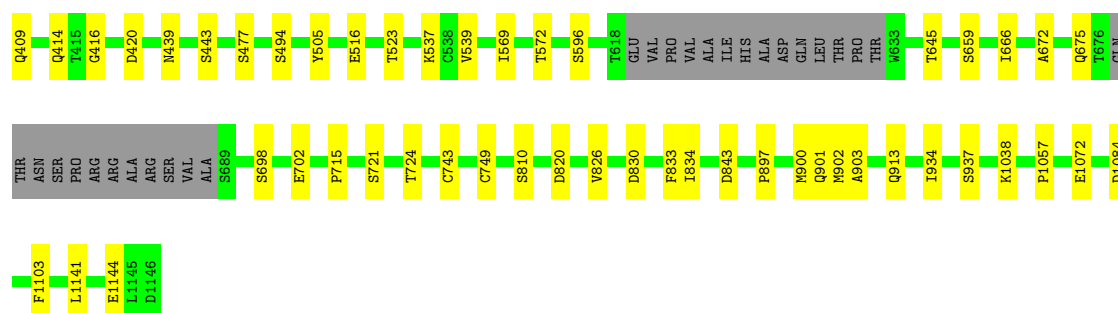 Q409 Q414 T415 G416 D420 N439 S443 S477 S494 Y505 E516 T523 K537 C538 V539 I569 T572 S596 T618 GLU VAL PRO VAL ALA ILE HIS ALA ASP GLN LEU THR PRO THR W633 T645 S659 I666 A672 Q675 T676 GLN
THR ASN SER PRO ARG ARG ALA ARG SER VAL ALA S689 S698 E702 P715 S721 T724 C743 C749 S810 D820 V826 D830 F833 I834 D843 P897 M900 Q901 M902 A903 Q913 I934 S937 K1038 P1057 E1072 D1084
F1103 L1141 E1144 L1145 D1146